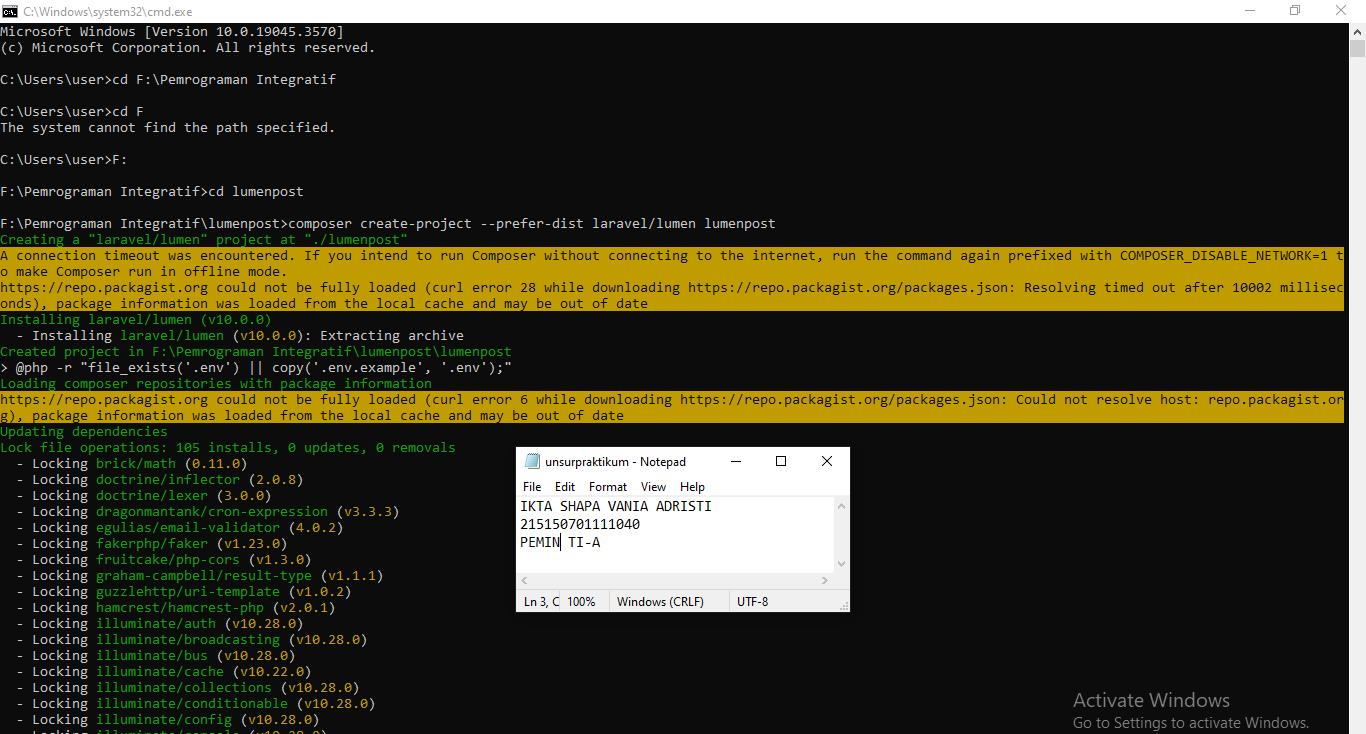 C:\Windows\system32\cmd.exe
Microsoft Windows [Version 10.0.19045.3570]
(c) Microsoft Corporation. All rights reserved.
C:\Users\user>cd F:\Pemrograman Integratif
C:\Users\user>cd F
The system cannot find the path specified.
C:\Users\user>F:
F:\Pemrograman Integratif>cd lumenpost
F:\Pemrograman Integratif\lumenpost>composer create-project --prefer-dist laravel/lumen lumenpost
Creating a "laravel/lumen" project at "./lumenpost"
A connection timeout was encountered. If you intend to run Composer without connecting to the internet, run the command again prefixed with COMPOSER_DISABLE_NETWORK=1 t
o make Composer run in offline mode.
https://repo.packagist.org could not be fully loaded (curl error 28 while downloading https://repo.packagist.org/packages.json: Resolving timed out after 10002 millisec
onds), package information was loaded from the local cache and may be out of date
Installing laravel/lumen (v10.0.0)
- Installing laravel/lumen (v10.0.0): Extracting archive
Created project in F:\Pemrograman Integratif\lumenpost\lumenpost
> @php -r "file_exists('.env') || copy('.env.example', '.env');"
Loading composer repositories with package information
https://repo.packagist.org could not be fully loaded (curl error 6 while downloading https://repo.packagist.org/packages.json: Could not resolve host: repo.packagist.or
g), package information was loaded from the local cache and may be out of date
Updating dependencies
Lock file operations: 105 installs, 0 updates, 0 removals
- Locking brick/math (0.11.0)
- Locking doctrine/inflector (2.0.8)
- Locking doctrine/lexer (3.0.0)
- Locking dragonmantank/cron-expression (v3.3.3)
- Locking egulias/email-validator (4.0.2)
- Locking fakerphp/faker (v1.23.0)
- Locking fruitcake/php-cors (v1.3.0)
- Locking graham-campbell/result-type (v1.1.1)
- Locking guzzlehttp/uri-template (v1.0.2)
- Locking hamcrest/hamcrest-php (v2.0.1)
- Locking illuminate/auth (v10.28.0)
- Locking illuminate/broadcasting (v10.28.0)
- Locking illuminate/bus (v10.28.0)
- Locking illuminate/cache (v10.22.0)
- Locking illuminate/collections (v10.28.0)
- Locking illuminate/conditionable (v10.28.0)
- Locking illuminate/config (v10.28.0)
- Locking illuminate/console (v10.28.0)
unsurpraktikum - Notepad
File Edit Format View Help
IKTA SHAPA VANIA ADRISTI
215150701111040
PEMIN TI-A
Ln 3, C 100% Windows (CRLF) UTF-8
Activate Windows
Go to Settings to activate Windows.